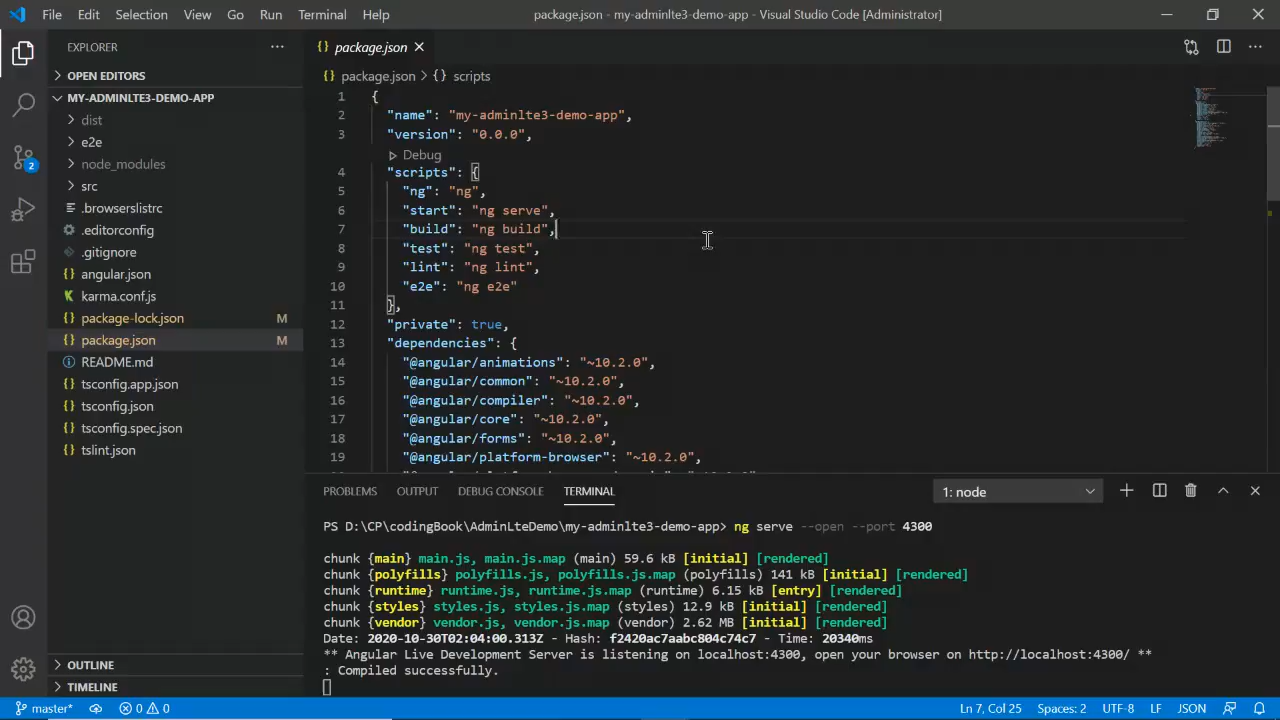 File Edit Selection View Go Run Terminal Help package.json - my-adminlte3-demo-app - Visual Studio Code [Administrator]
EXPLORER
OPEN EDITORS
MY-ADMINLTE3-DEMO-APP
dist
e2e
node_modules
src
.browserslistrc
.editorconfig
.gitignore
angular.json
karma.conf.js
package-lock.json M
package.json M
README.md
tsconfig.app.json
tsconfig.json
tsconfig.spec.json
tslint.json
OUTLINE
TIMELINE
2
{} package.json
{} package.json > {} scripts
1 {
2 "name": "my-adminlte3-demo-app",
3 "version": "0.0.0",
Debug
4 "scripts": {
5 "ng": "ng",
6 "start": "ng serve",
7 "build": "ng build",
8 "test": "ng test",
9 "lint": "ng lint",
10 "e2e": "ng e2e"
11 },
12 "private": true,
13 "dependencies": {
14 "@angular/animations": "~10.2.0",
15 "@angular/common": "~10.2.0",
16 "@angular/compiler": "~10.2.0",
17 "@angular/core": "~10.2.0",
18 "@angular/forms": "~10.2.0",
19 "@angular/platform-browser": "~10.2.0",
PROBLEMS OUTPUT DEBUG CONSOLE TERMINAL 1: node
PS D:\CP\codingBook\AdminLteDemo\my-adminlte3-demo-app> ng serve --open --port 4300
chunk {main} main.js, main.js.map (main) 59.6 kB [initial] [rendered]
chunk {polyfills} polyfills.js, polyfills.js.map (polyfills) 141 kB [initial] [rendered]
chunk {runtime} runtime.js, runtime.js.map (runtime) 6.15 kB [entry] [rendered]
chunk {styles} styles.js, styles.js.map (styles) 12.9 kB [initial] [rendered]
chunk {vendor} vendor.js, vendor.js.map (vendor) 2.62 MB [initial] [rendered]
Date: 2020-10-30T02:04:00.313Z - Hash: f2420ac7aabc804c74c7 - Time: 20340ms
** Angular Live Development Server is listening on localhost:4300, open your browser on http://localhost:4300/ **
: Compiled successfully.
master* 0 0 Ln 7, Col 25 Spaces: 2 UTF-8 LF JSON